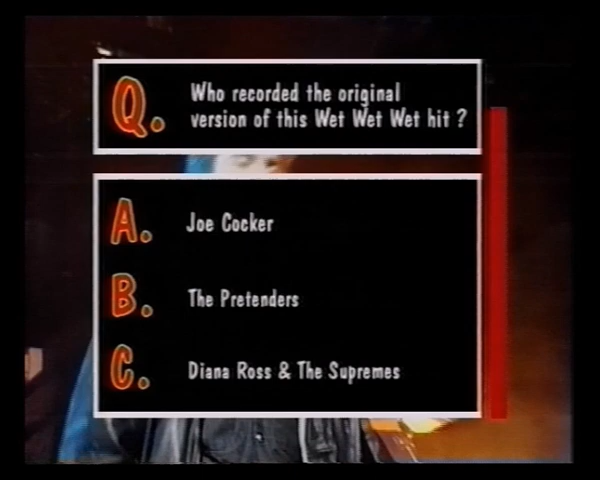 Q. Who recorded the original
version of this Wet Wet Wet hit ?
A. Joe Cocker
B. The Pretenders
C. Diana Ross & The Supremes